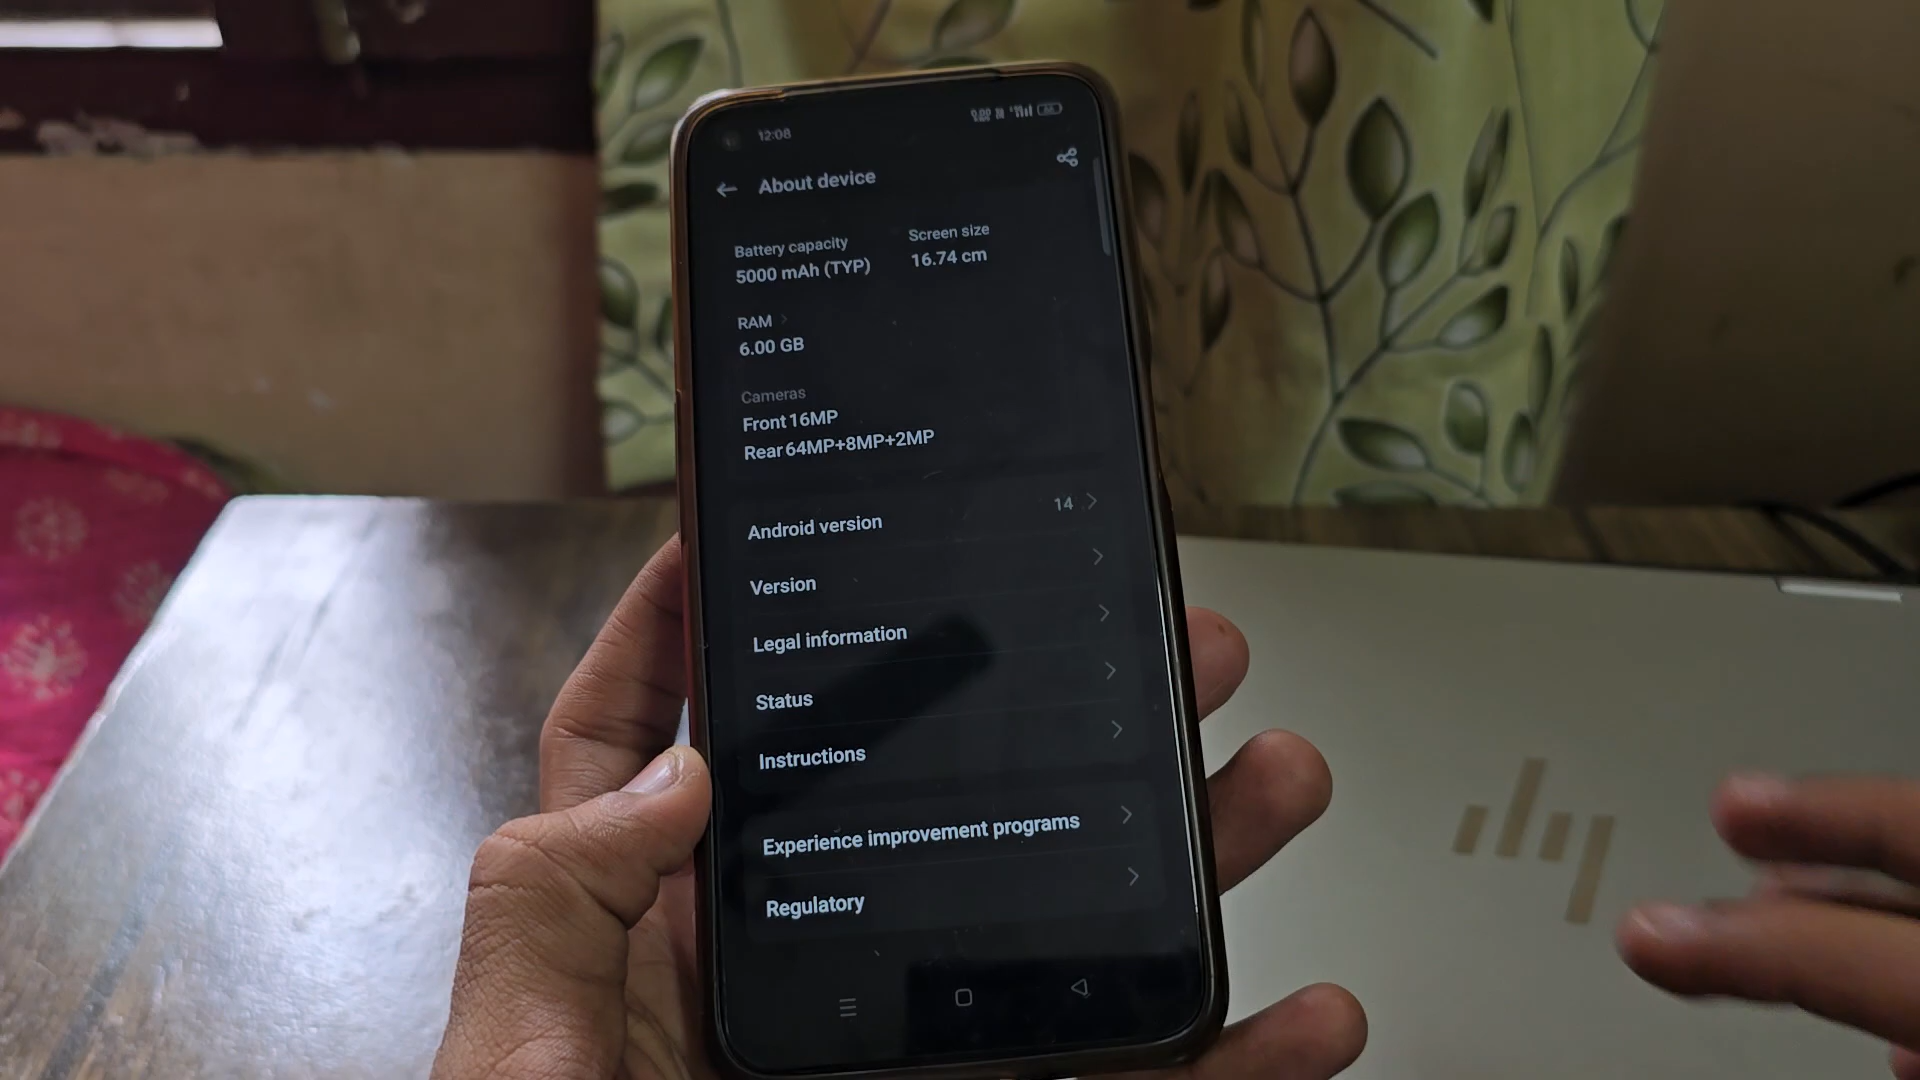 12:08
About device
Battery capacity
5000 mAh (TYP)
Screen size
16.74 cm
RAM
6.00 GB
Cameras
Front 16MP
Rear 64MP+8MP+2MP
Android version
14
Version
Legal information
Status
Instructions
Experience improvement programs
Regulatory
hp